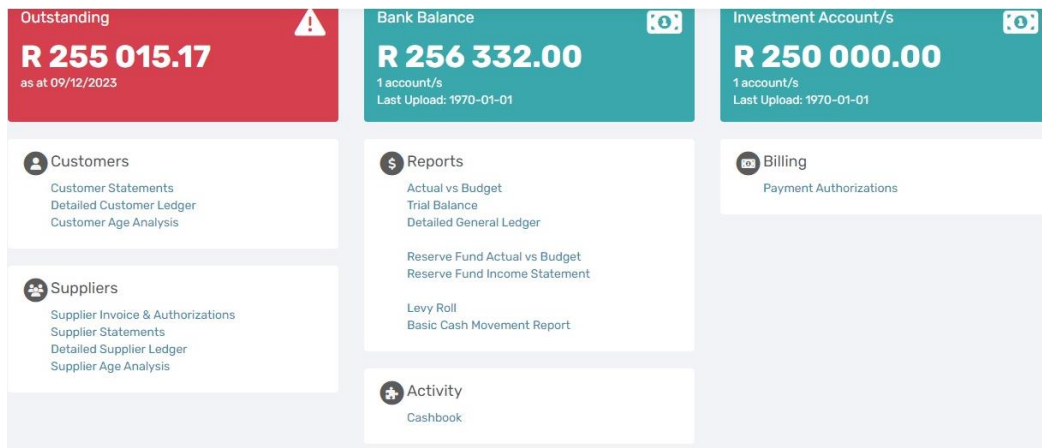 Outstanding
R 255 015.17
as at 09/12/2023
Bank Balance
R 256 332.00
1 account/s
Last Upload: 1970-01-01
Investment Account/s
R 250 000.00
1 account/s
Last Upload: 1970-01-01
Customers
Customer Statements
Detailed Customer Ledger
Customer Age Analysis
Suppliers
Supplier Invoice & Authorizations
Supplier Statements
Detailed Supplier Ledger
Supplier Age Analysis
Reports
Actual vs Budget
Trial Balance
Detailed General Ledger
Reserve Fund Actual vs Budget
Reserve Fund Income Statement
Levy Roll
Basic Cash Movement Report
Activity
Cashbook
Billing
Payment Authorizations